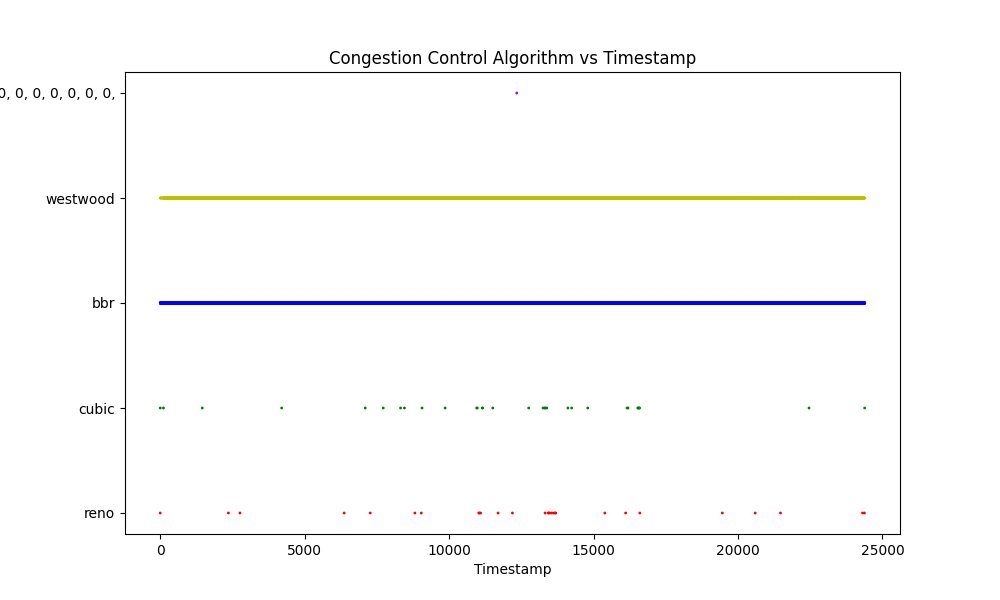 Congestion Control Algorithm vs Timestamp
0, 0, 0, 0, 0, 0, 0,
westwood
bbr
cubic
reno
0 5000 10000 15000 20000 25000
Timestamp